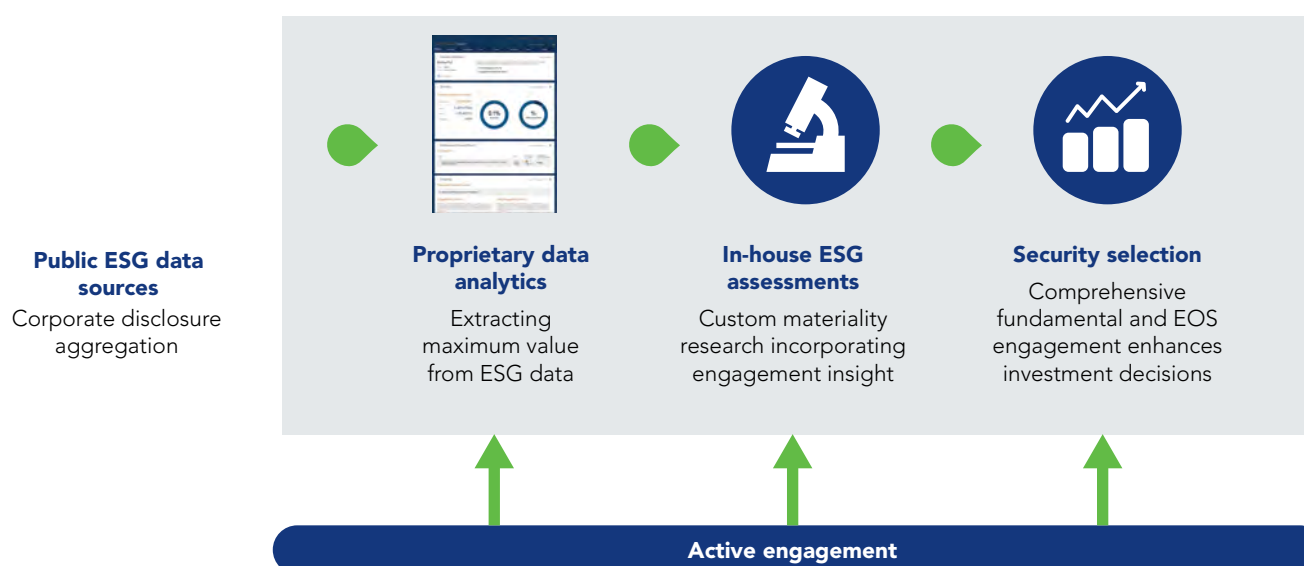 Public ESG data
sources
Corporate disclosure
aggregation
Proprietary data
analytics
Extracting
maximum value
from ESG data
In-house ESG
assessments
Custom materiality
research incorporating
engagement insight
Security selection
Comprehensive
fundamental and EOS
engagement enhances
investment decisions
Active engagement